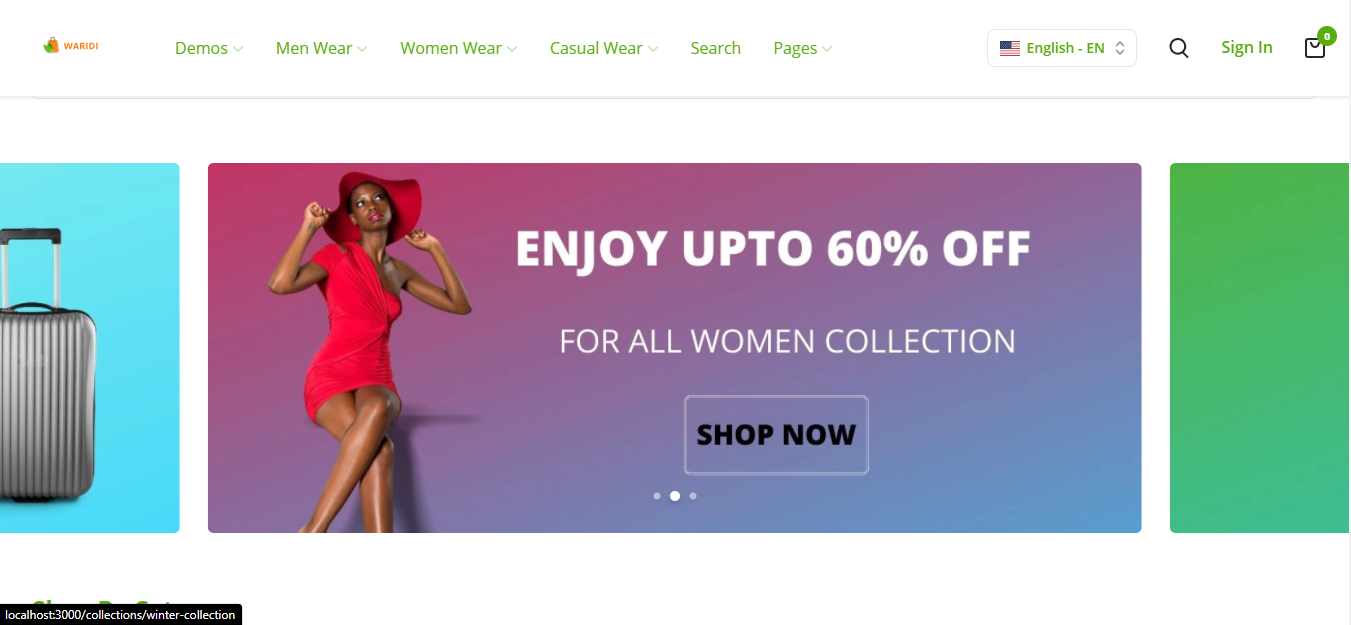 WARIDI
Demos
Men Wear
Women Wear
Casual Wear
Search
Pages
English - EN
Sign In
0
ENJOY UPTO 60% OFF
FOR ALL WOMEN COLLECTION
SHOP NOW
localhost:3000/collections/winter-collection